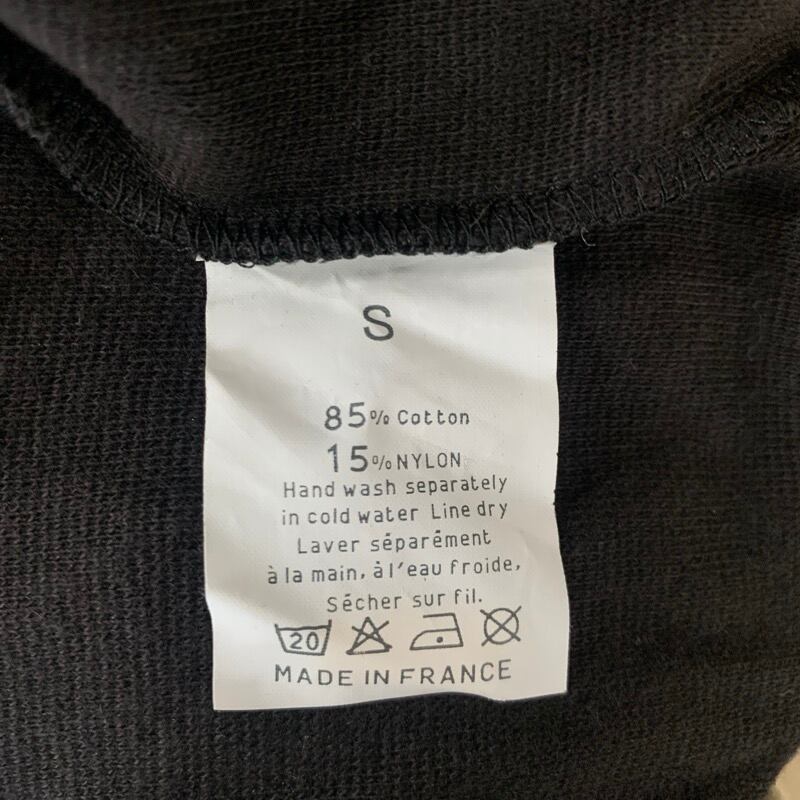 S
85% Cotton
15% NYLON
Hand wash separately
in cold water Line dry
Laver séparément
à la main, à l'eau froide,
Sécher sur fil.
20
MADE IN FRANCE